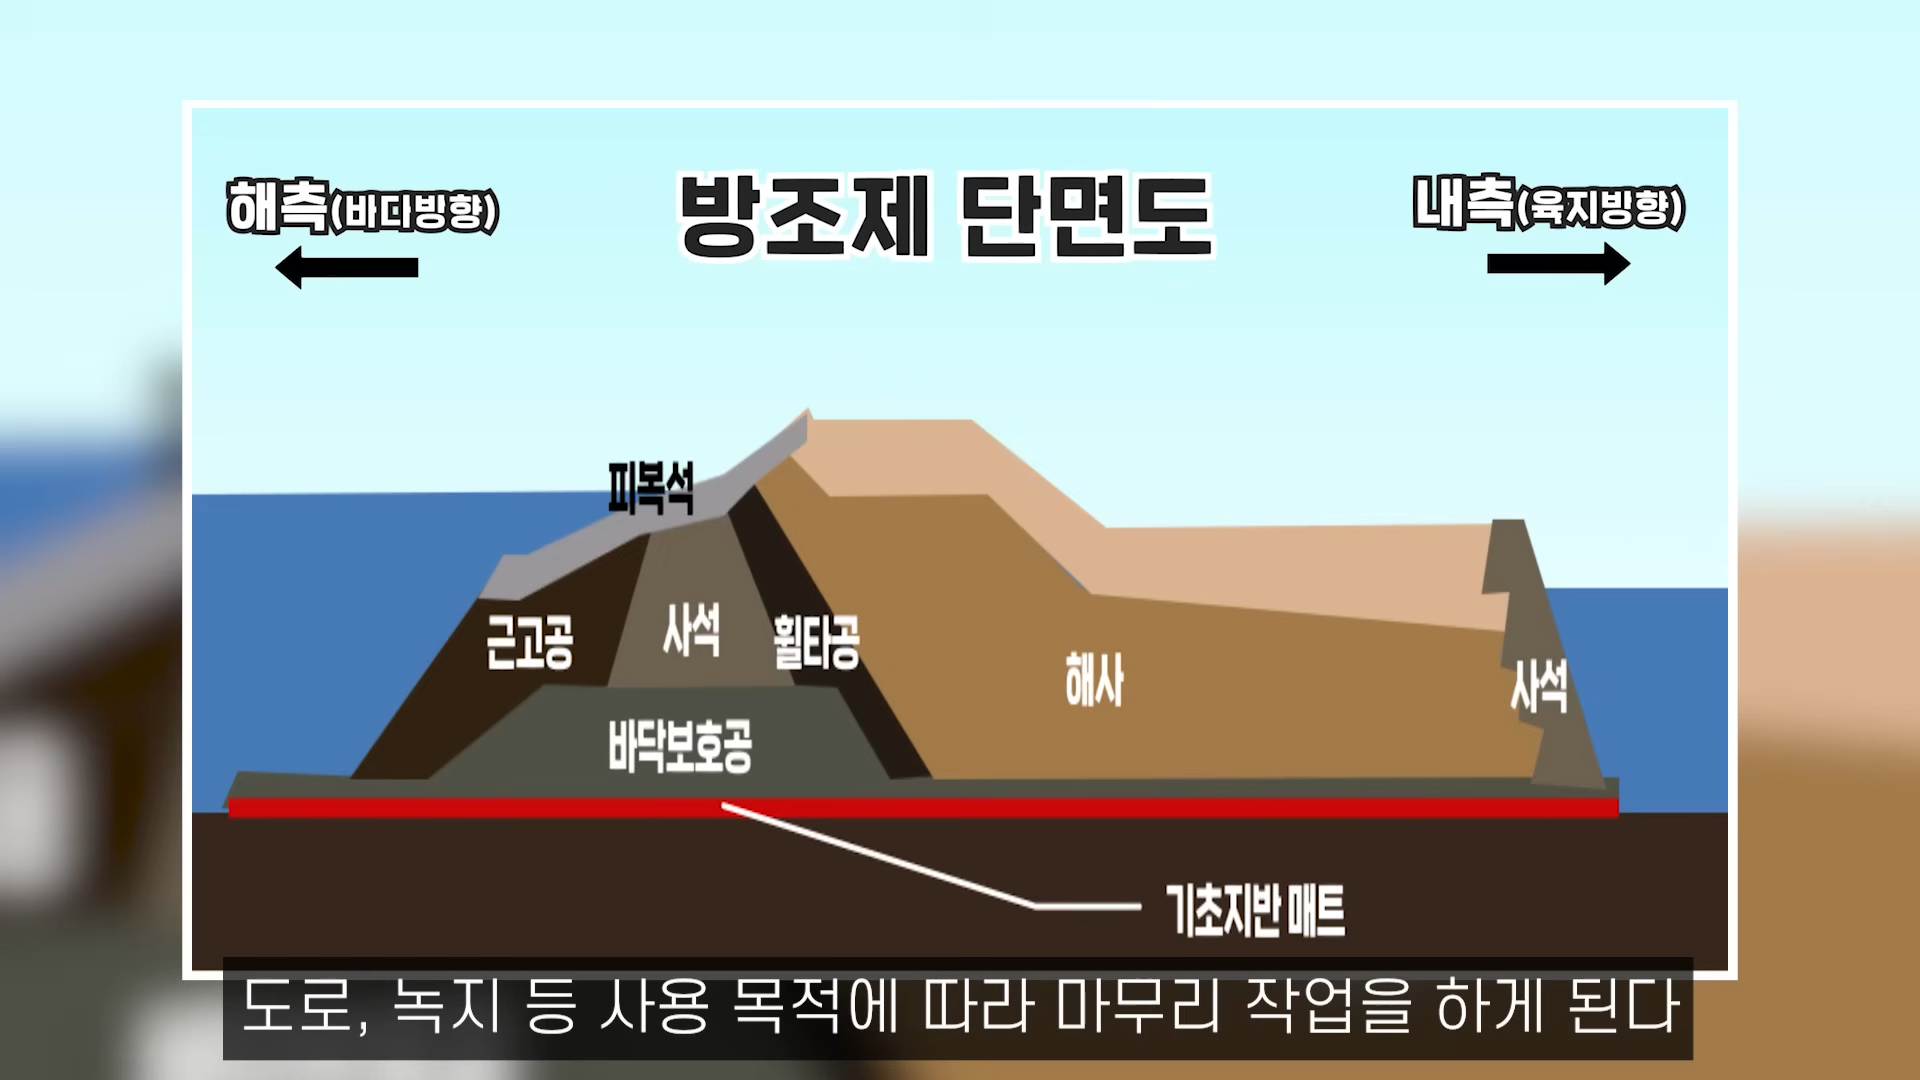 방조제 단면도
해측(바다방향)
내측(육지방향)
피복석
근고공
사석
휠타공
해사
사석
바닥보호공
기초지반 매트
도로, 녹지 등 사용 목적에 따라 마무리 작업을 하게 된다